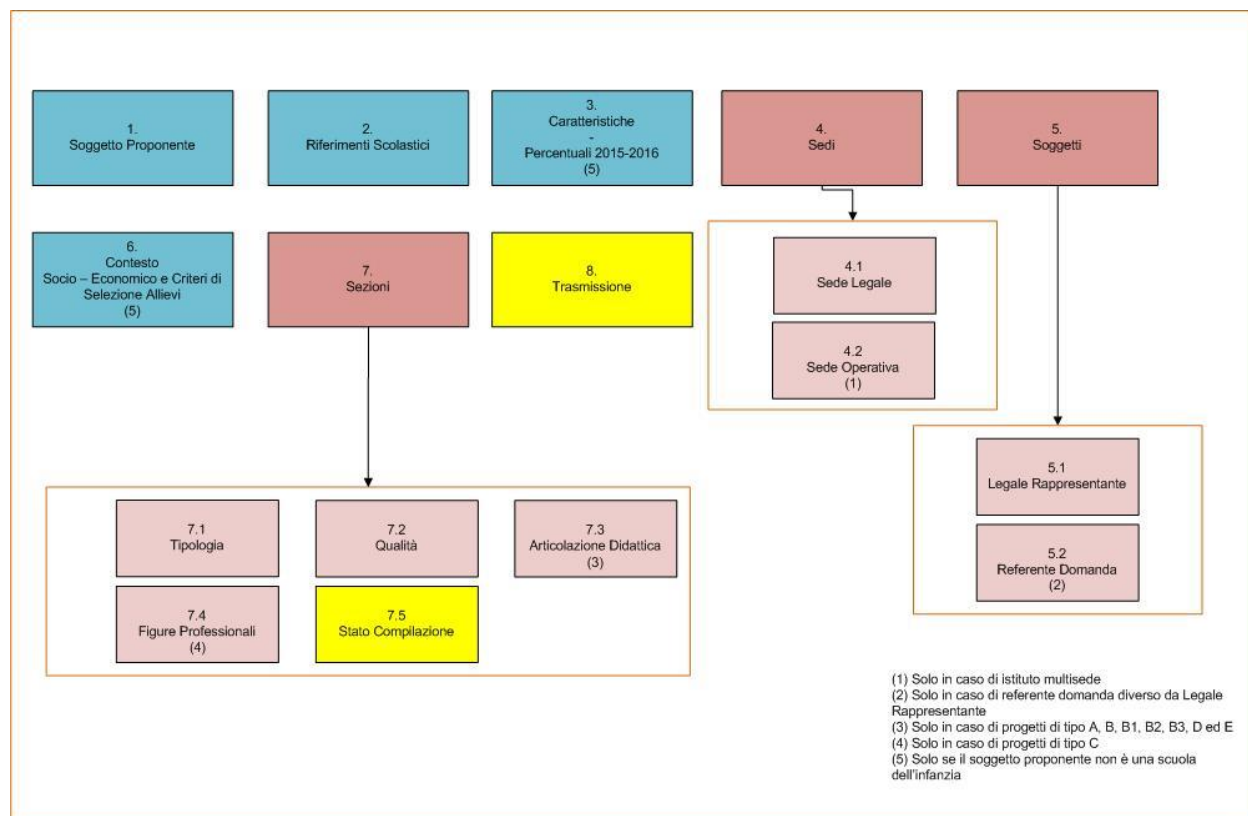 1.
Soggetto Proponente
2.
Riferimenti Scolastici
3.
Caratteristiche
-
Percentuali 2015-2016
(5)
4.
Sedi
5.
Soggetti
6.
Contesto
Socio – Economico e Criteri di
Selezione Allievi
(5)
7.
Sezioni
8.
Trasmissione
4.1
Sede Legale
4.2
Sede Operativa
(1)
5.1
Legale Rappresentante
5.2
Referente Domanda
(2)
7.1
Tipologia
7.2
Qualità
7.3
Articolazione Didattica
(3)
7.4
Figure Professionali
(4)
7.5
Stato Compilazione
(1) Solo in caso di istituto multisede
(2) Solo in caso di referente domanda diverso da Legale
Rappresentante
(3) Solo in caso di progetti di tipo A, B, B1, B2, B3, D ed E
(4) Solo in caso di progetti di tipo C
(5) Solo se il soggetto proponente non è una scuola
dell'infanzia